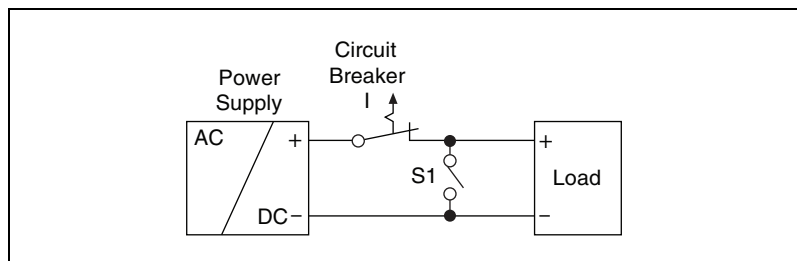 Circuit
Breaker
I
Power
Supply
AC
+
DC −
S1
+
Load
−